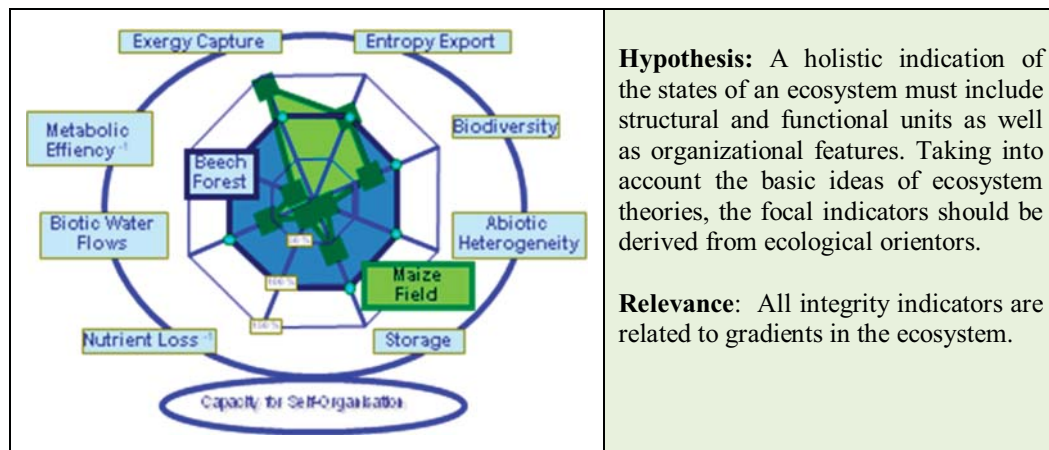 Exergy Capture
Entropy Export
Metabolic
Effiency -1
Biodiversity
Beech
Forest
Biotic Water
Flows
Abiotic
Heterogeneity
Maize
Field
100 %
Nutrient Loss -1
Storage
Capacity for Self-Organisation
Hypothesis: A holistic indication of
the states of an ecosystem must include
structural and functional units as well
as organizational features. Taking into
account the basic ideas of ecosystem
theories, the focal indicators should be
derived from ecological orientors.
Relevance: All integrity indicators are
related to gradients in the ecosystem.